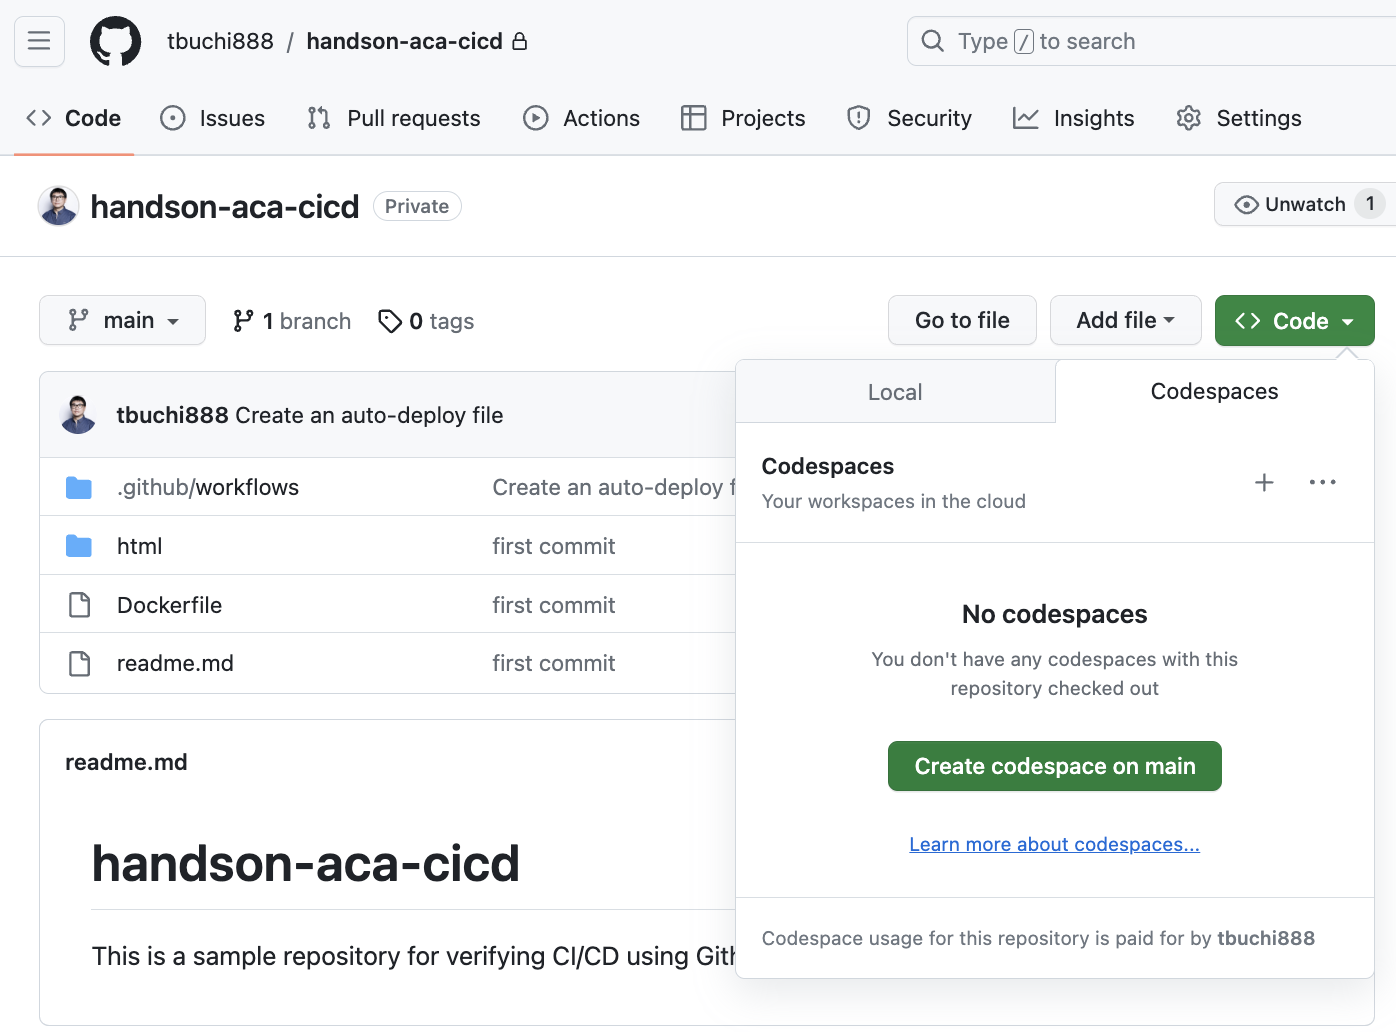 tbuchi888 / handson-aca-cicd
Type / to search
Code Issues Pull requests Actions Projects Security Insights Settings
handson-aca-cicd Private
Unwatch 1
main 1 branch 0 tags
Go to file Add file Code
Local Codespaces
tbuchi888 Create an auto-deploy file
.github/workflows Create an auto-deploy f
html first commit
Dockerfile first commit
readme.md first commit
Codespaces
Your workspaces in the cloud
No codespaces
You don't have any codespaces with this
repository checked out
Create codespace on main
Learn more about codespaces...
Codespace usage for this repository is paid for by tbuchi888
readme.md
handson-aca-cicd
This is a sample repository for verifying CI/CD using Gith